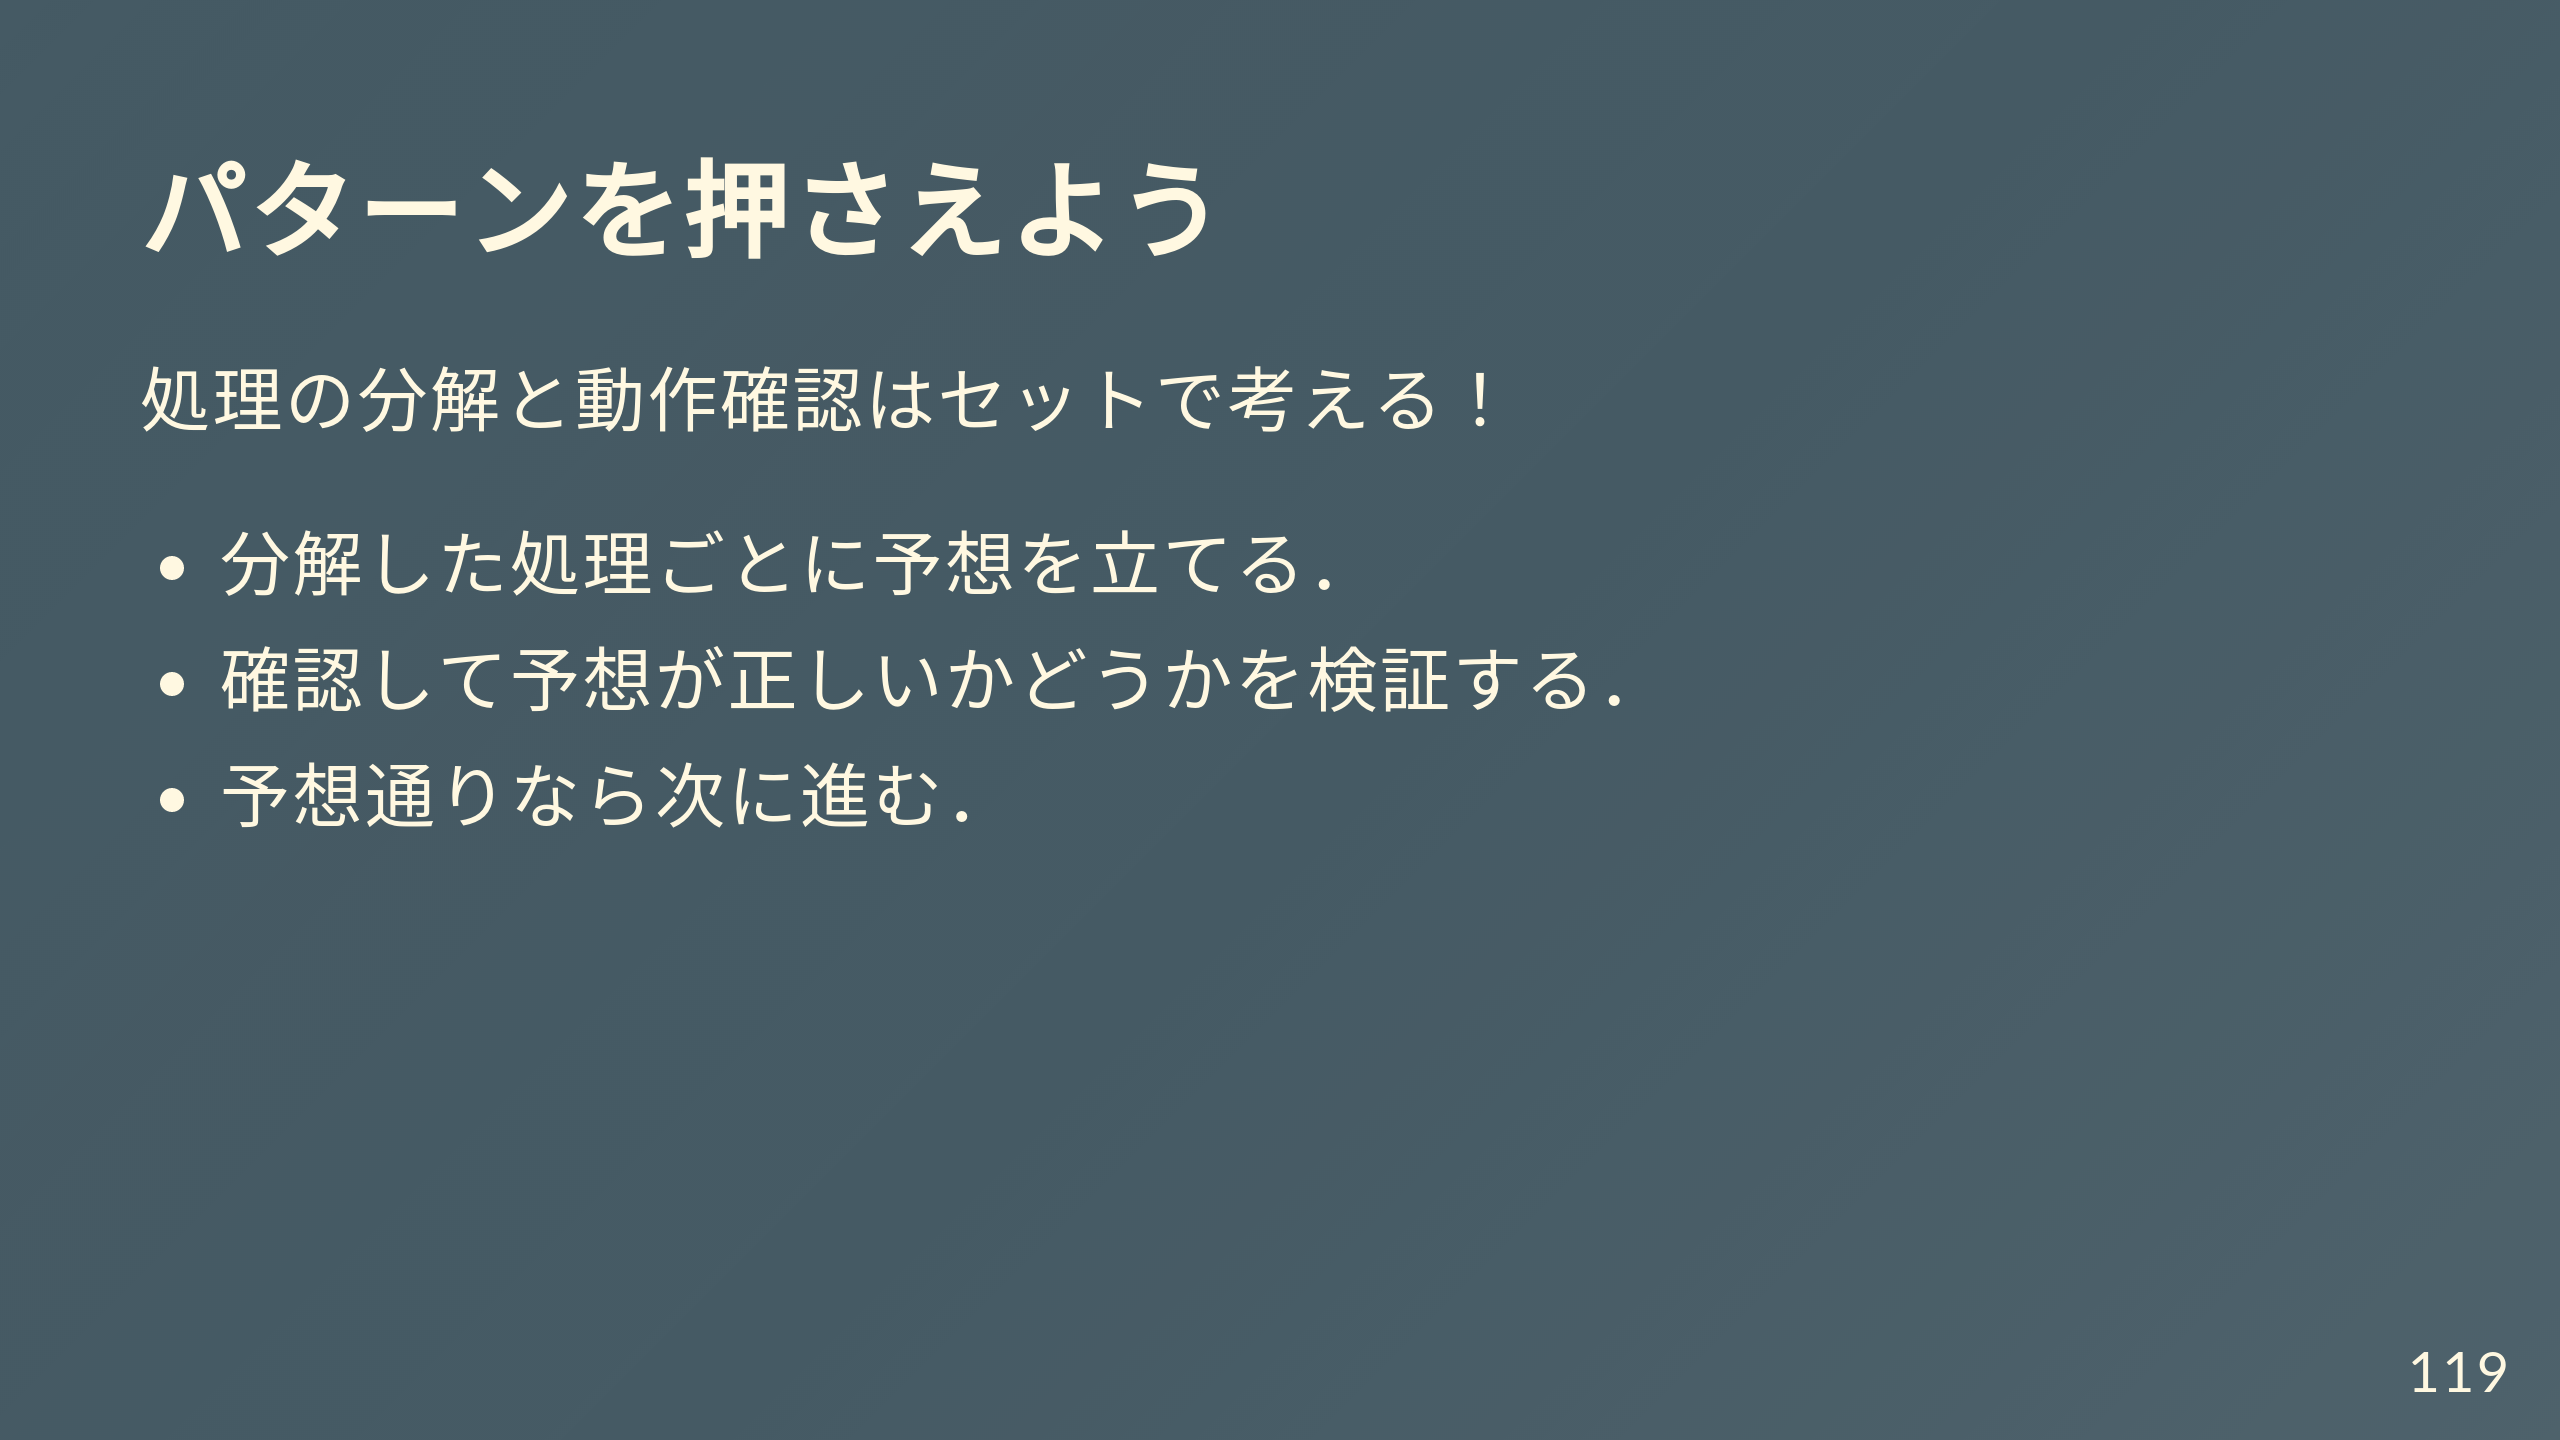 パターンを押さえよう
処理の分解と動作確認はセットで考える！
• 分解した処理ごとに予想を立てる．
• 確認して予想が正しいかどうかを検証する．
• 予想通りなら次に進む．
119